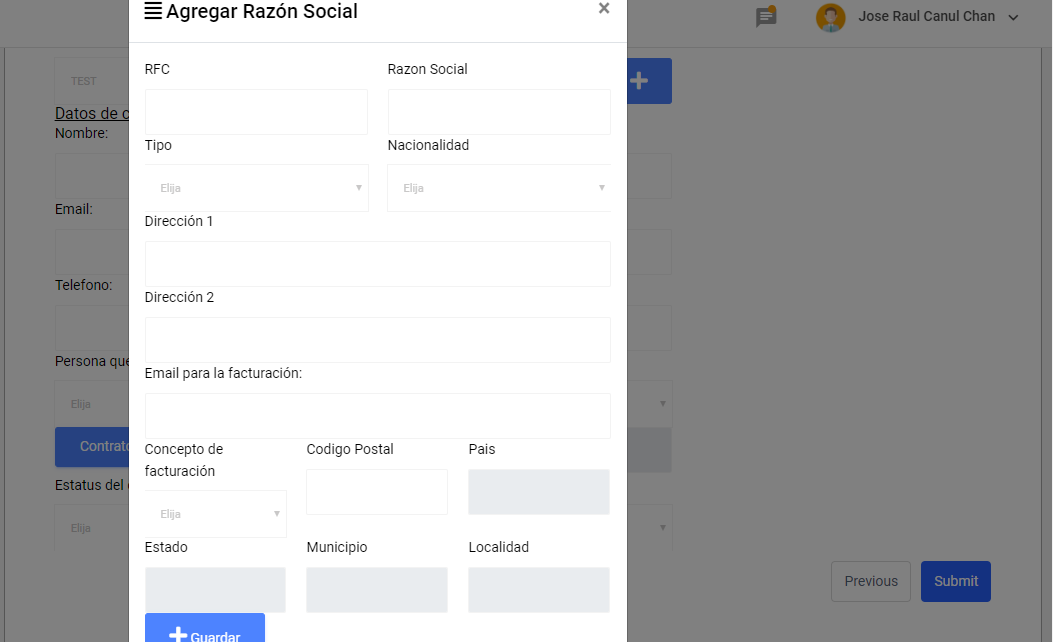 Agregar Razón Social
×
Jose Raul Canul Chan
RFC
Razon Social
TEST
Datos de c
Nombre:
Tipo
Nacionalidad
Elija
Elija
Email:
Dirección 1
Telefono:
Dirección 2
Persona que
Email para la facturación:
Elija
Contrato
Concepto de
facturación
Codigo Postal
Pais
Estatus del
Elija
Elija
Estado
Municipio
Localidad
Previous
Submit
Guardar